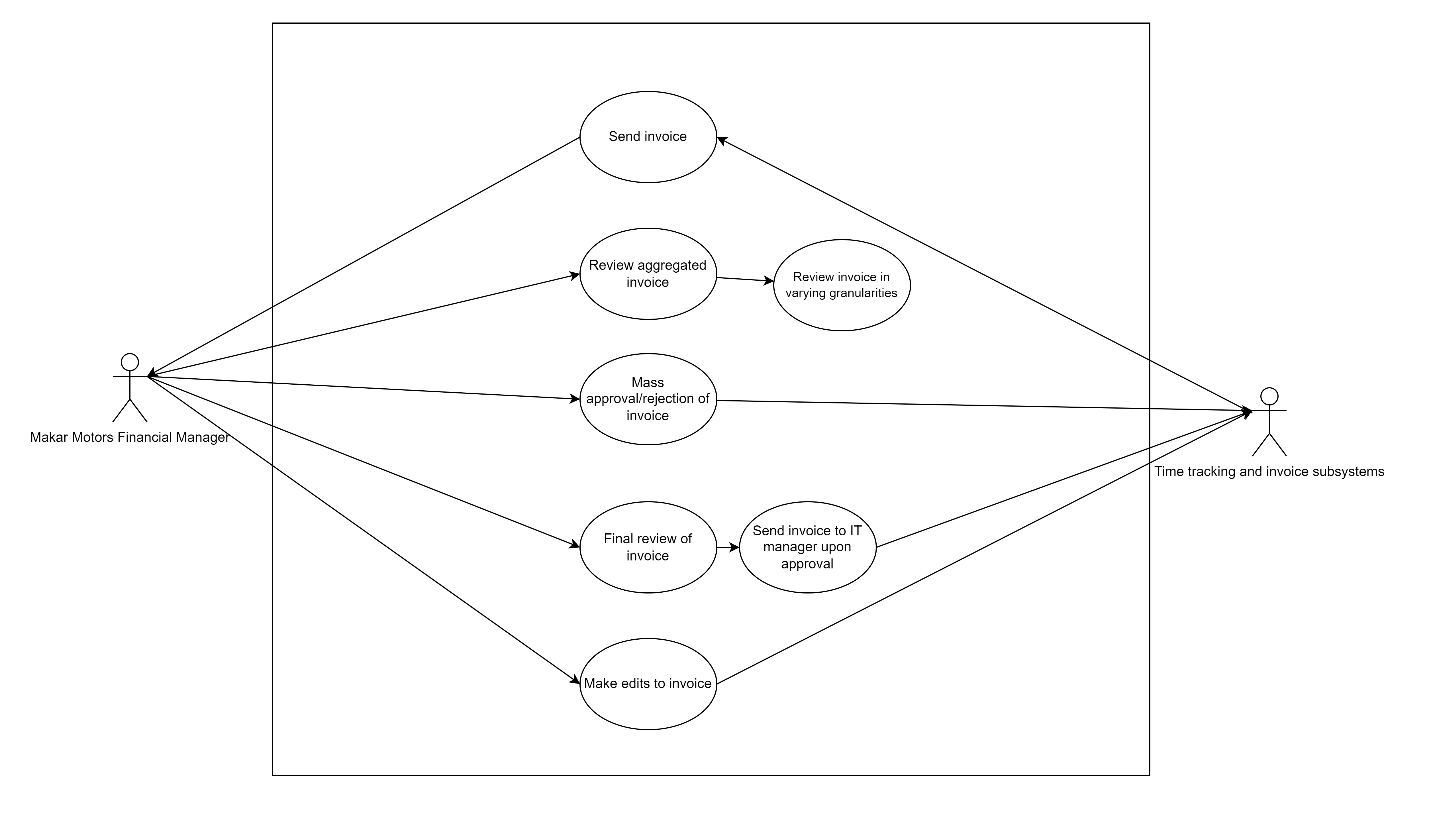 Send invoice
Review aggregated
invoice
Review invoice in
varying granularities
Mass
approval/rejection of
invoice
Makar Motors Financial Manager
Time tracking and invoice subsystems
Final review of
invoice
Send invoice to IT
manager upon
approval
Make edits to invoice